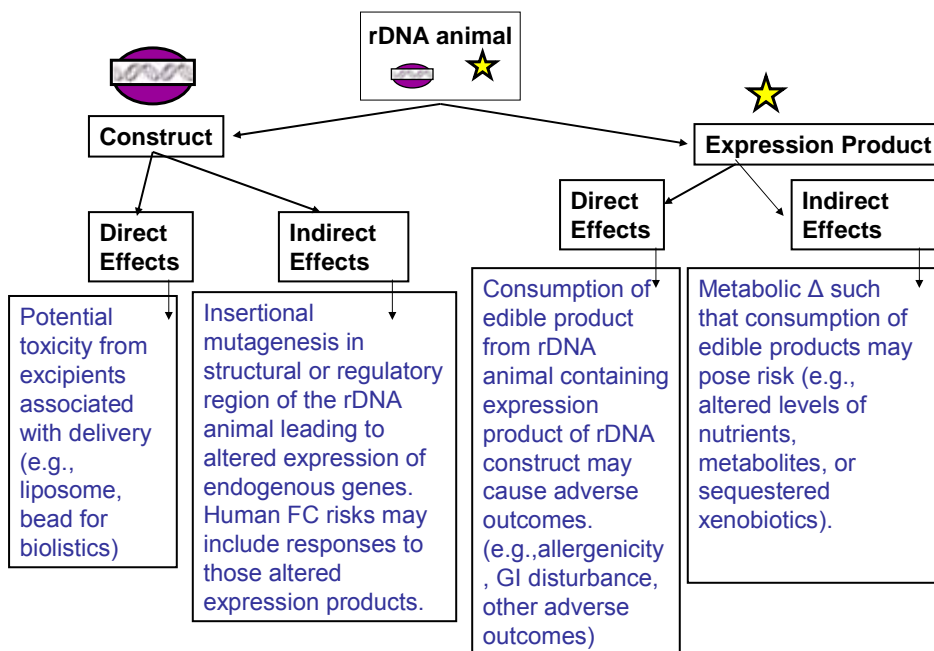 rDNA animal
Construct
Expression Product
Direct
Effects
Indirect
Effects
Direct
Effects
Indirect
Effects
Potential
toxicity from
excipients
associated
with delivery
(e.g.,
liposome,
bead for
biolistics)
Insertional
mutagenesis in
structural or regulatory
region of the rDNA
animal leading to
altered expression of
endogenous genes.
Human FC risks may
include responses to
those altered
expression products.
Consumption of
edible product
from rDNA
animal containing
expression
product of rDNA
construct may
cause adverse
outcomes.
(e.g.,allergenicity
, GI disturbance,
other adverse
outcomes)
Metabolic Δ such
that consumption of
edible products may
pose risk (e.g.,
altered levels of
nutrients,
metabolites, or
sequestered
xenobiotics).